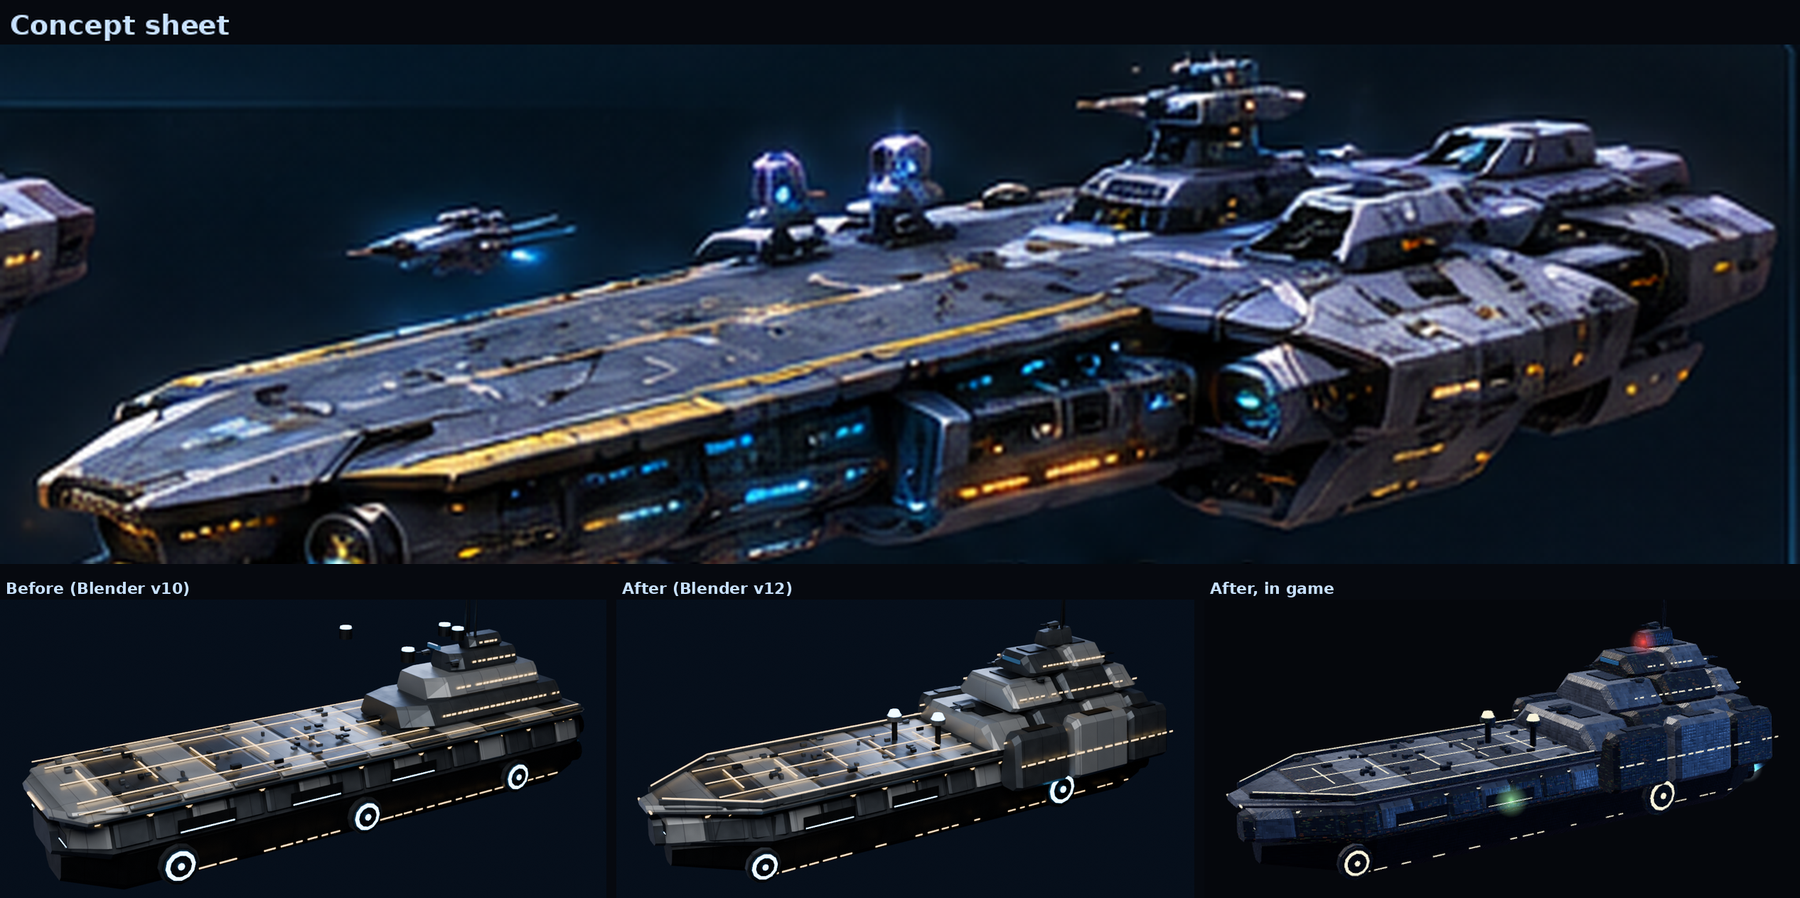 Concept sheet
Before (Blender v10)
After (Blender v12)
After, in game